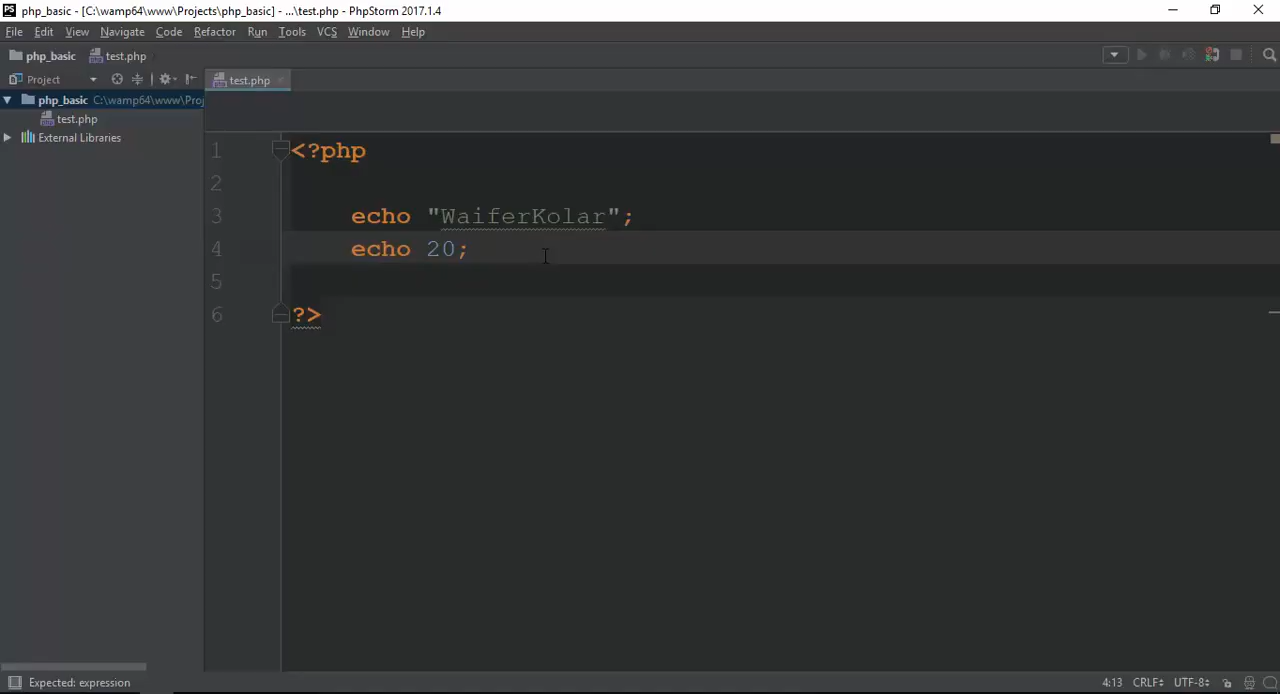 PS php_basic - [C:\wamp64\www\Projects\php_basic] - ...\test.php - PhpStorm 2017.1.4
File Edit View Navigate Code Refactor Run Tools VCS Window Help
php_basic test.php
Project test.php
php_basic C:\wamp64\www\Proj
test.php
External Libraries
1 <?php
2
3 echo "WaiferKolar";
4 echo 20;
5
6 ?>
Expected: expression 4:13 CRLF UTF-8